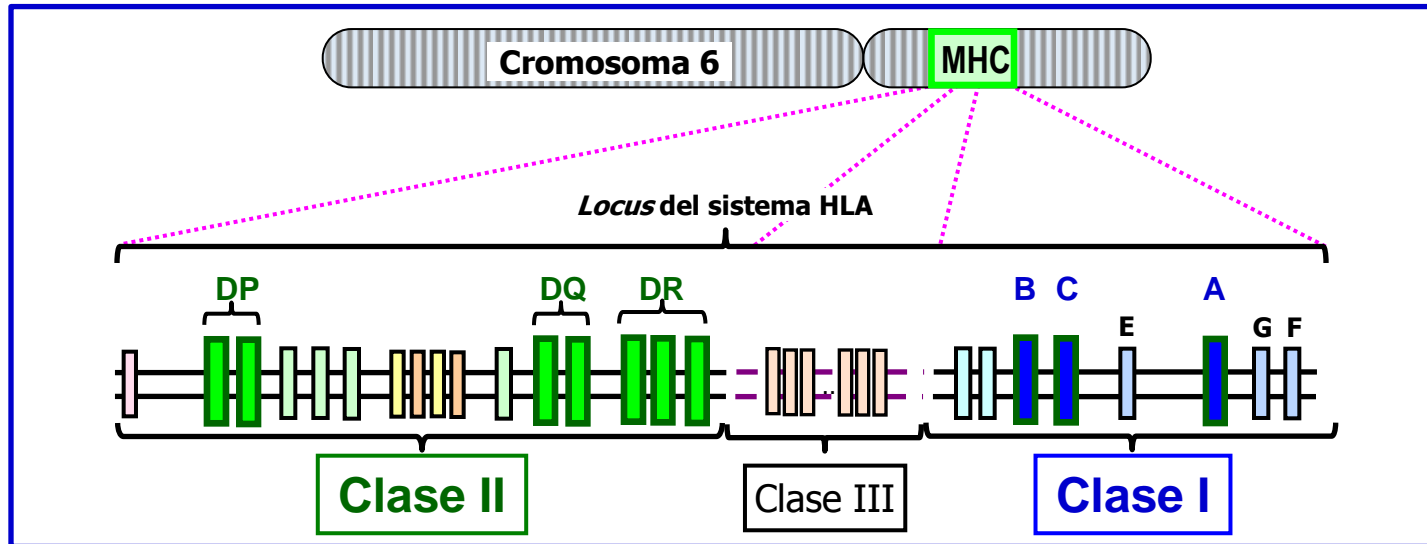 Cromosoma 6
MHC
Locus del sistema HLA
DP
DQ
DR
B
C
A
E
G
F
..
Clase II
Clase III
Clase I